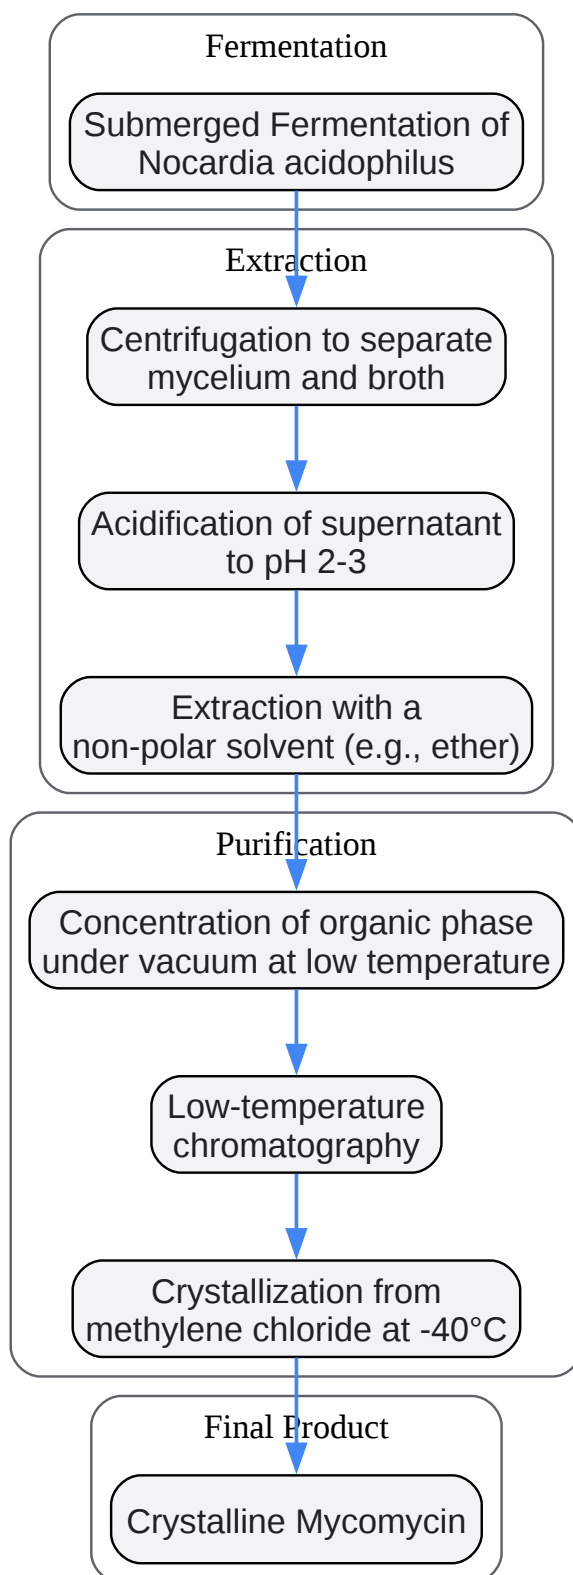 Fermentation
Submerged Fermentation of
Nocardia acidophilus
Extraction
Centrifugation to separate
mycelium and broth
Acidification of supernatant
to pH 2-3
Extraction with a
non-polar solvent (e.g., ether)
Purification
Concentration of organic phase
under vacuum at low temperature
Low-temperature
chromatography
Crystallization from
methylene chloride at -40°C
Final Product
Crystalline Mycomycin